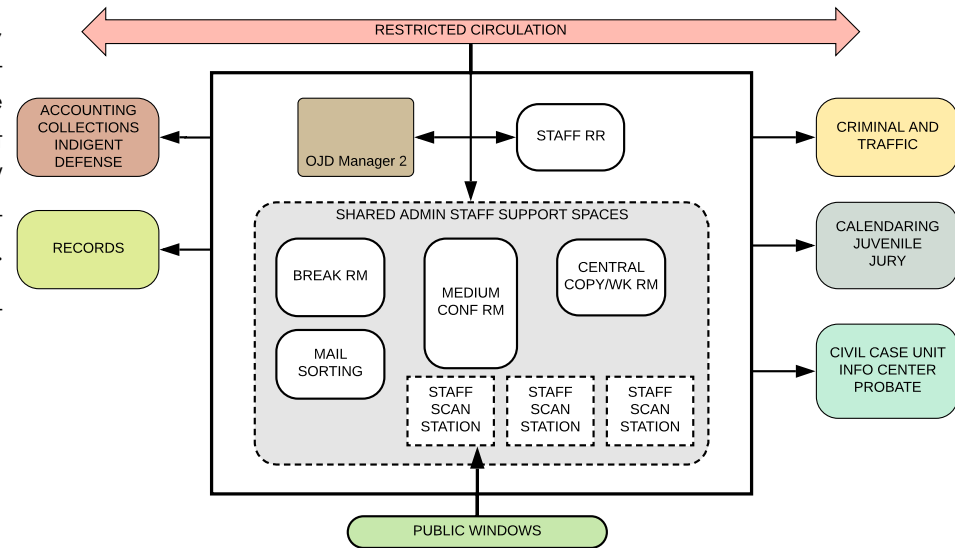 RESTRICTED CIRCULATION
ACCOUNTING
COLLECTIONS
INDIGENT
DEFENSE
OJD Manager 2
STAFF RR
CRIMINAL AND
TRAFFIC
RECORDS
SHARED ADMIN STAFF SUPPORT SPACES
BREAK RM
MEDIUM
CONF RM
CENTRAL
COPY/WK RM
CALENDARING
JUVENILE
JURY
MAIL
SORTING
STAFF
SCAN
STATION
STAFF
SCAN
STATION
STAFF
SCAN
STATION
CIVIL CASE UNIT
INFO CENTER
PROBATE
PUBLIC WINDOWS